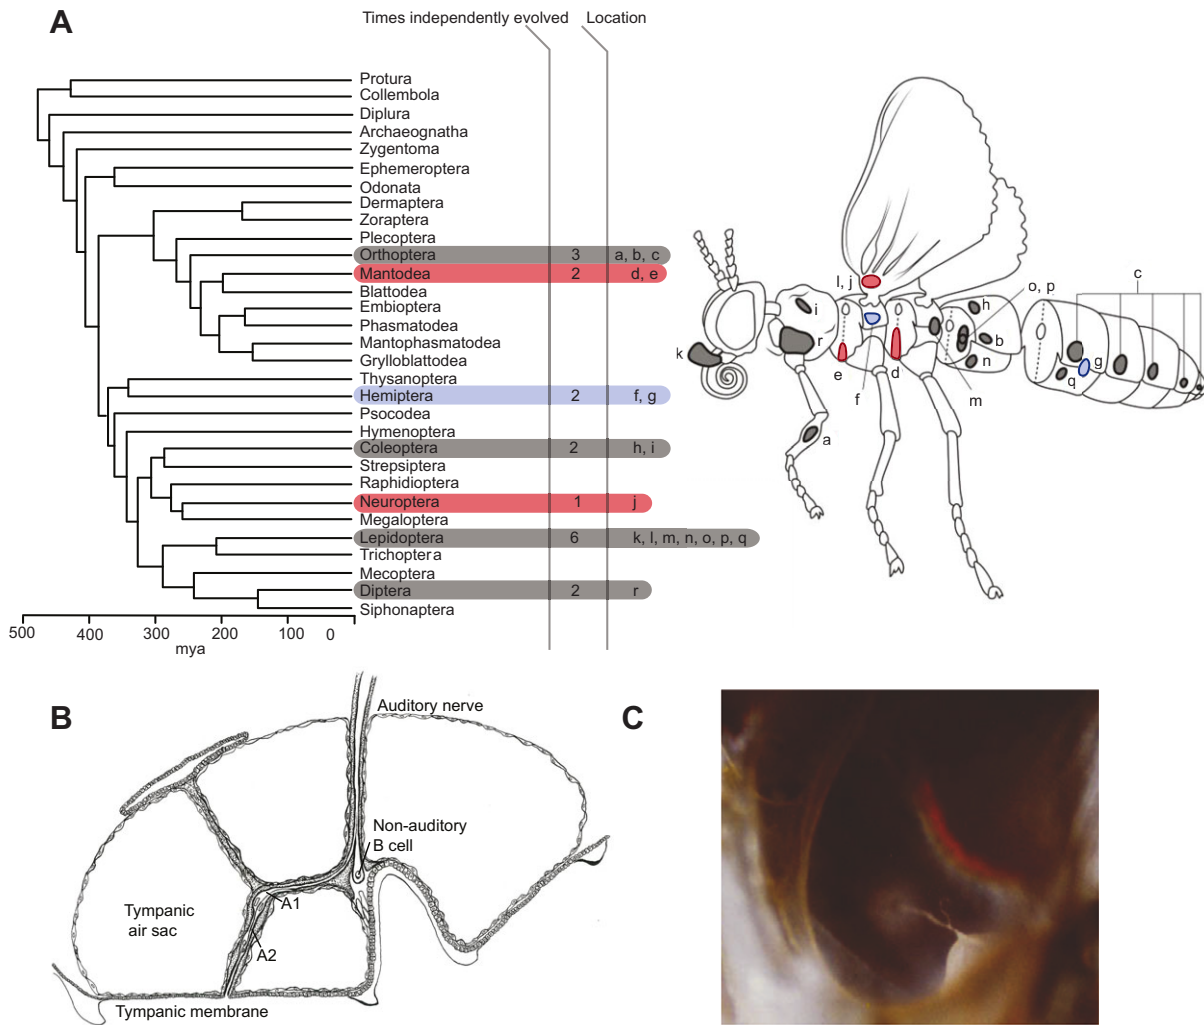 A
Times independently evolved Location
Protura
Collembola
Diplura
Archaeognatha
Zygentoma
Ephemeroptera
Odonata
Dermaptera
Zoraptera
Plecoptera
Orthoptera 3 a, b, c
Mantodea 2 d, e
Blattodea
Embioptera
Phasmatodea
Mantophasmatodea
Grylloblattodea
Thysanoptera
Hemiptera 2 f, g
Psocodea
Hymenoptera
Coleoptera 2 h, i
Strepsiptera
Raphidioptera
Neuroptera 1 j
Megaloptera
Lepidoptera 6 k, l, m, n, o, p, q
Trichoptera
Mecoptera
Diptera 2 r
Siphonaptera
500 400 300 200 100 0
mya
c
o, p
l, j
h
i
b
r
n
k
g
e
d
q
f
m
a
B
Auditory nerve
Non-auditory
B cell
A1
Tympanic
air sac
A2
Tympanic membrane
C